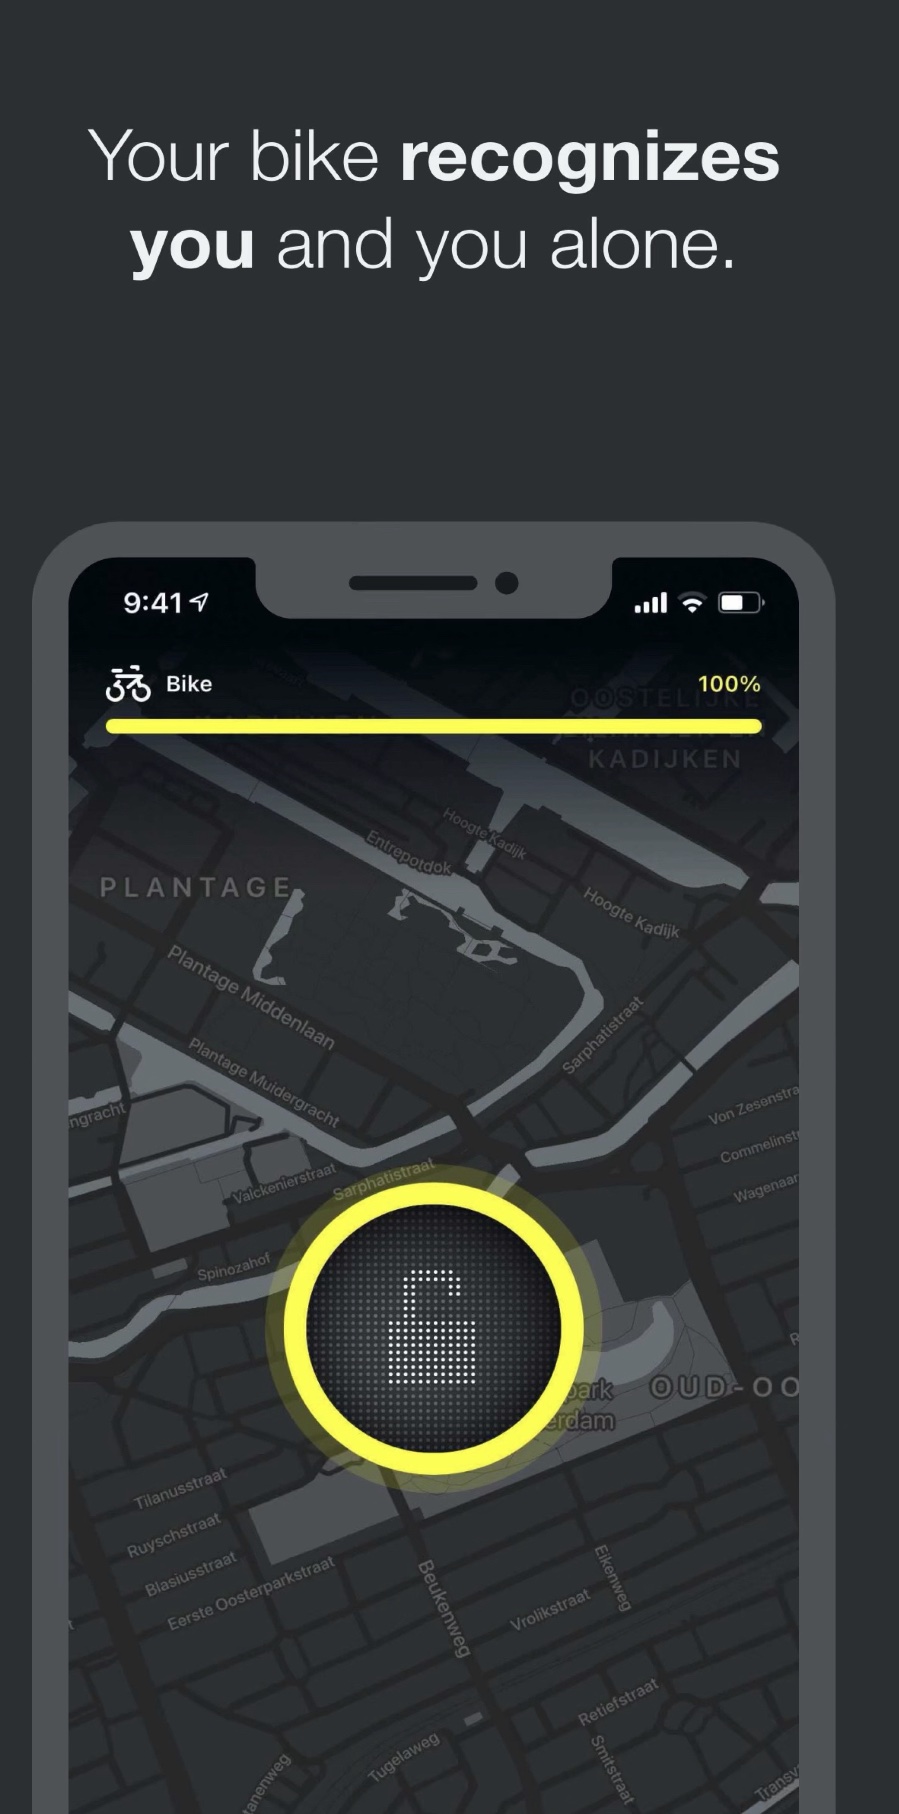 Your bike recognizes
you and you alone.
9:41
Bike
100%
OOSTELIJKE
KADIJKEN
Hoogte Kadijk
Entrepotdok
PLANTAGE
Hoogte Kadijk
Plantage Middenlaan
Sarphatistraat
Plantage Muidergracht
ngracht
Von Zesenstra
Commelinstr
Sarphatistraat
Valckenierstraat
Wagenaar
Spinozahof
R
park
OUD-OO
erdam
Tilanusstraat
Ruyschstraat
Blasiusstraat
Eerste Oosterparkstraat
Beukenweg
Eikenweg
Vrolikstraat
Retiefstraat
Tugelaweg
Smitstraat
anenweg
Transv